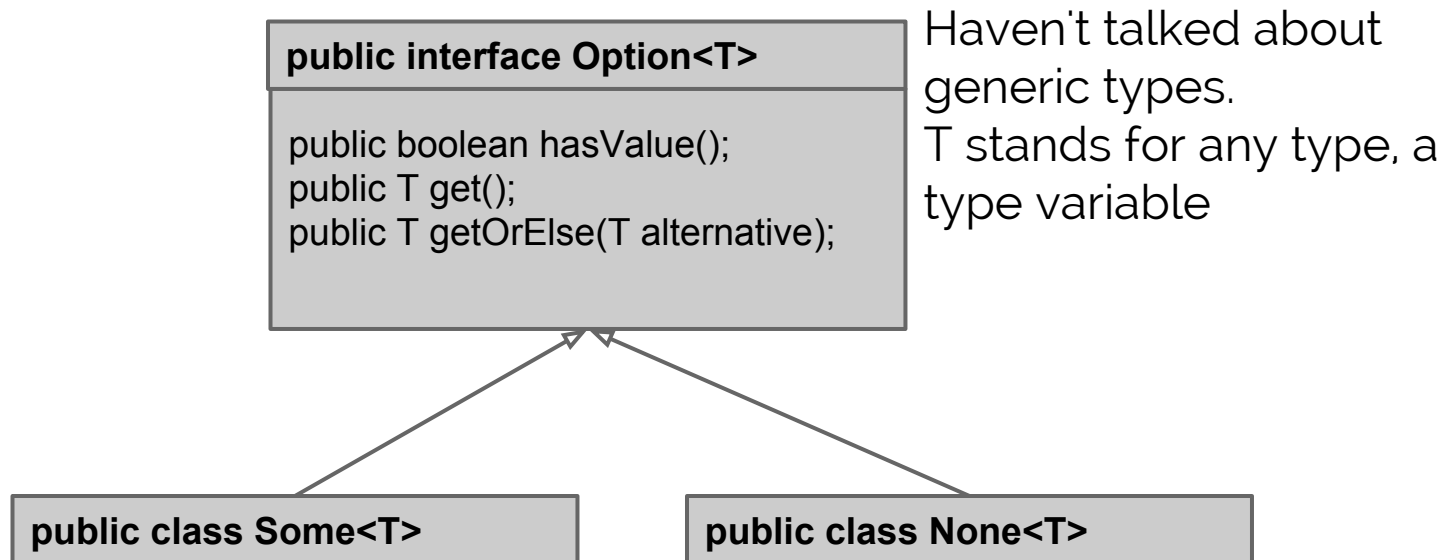 public interface Option<T>
public boolean hasValue();
public T get();
public T getOrElse(T alternative);
Haven't talked about
generic types.
T stands for any type, a
type variable
public class Some<T>
public class None<T>